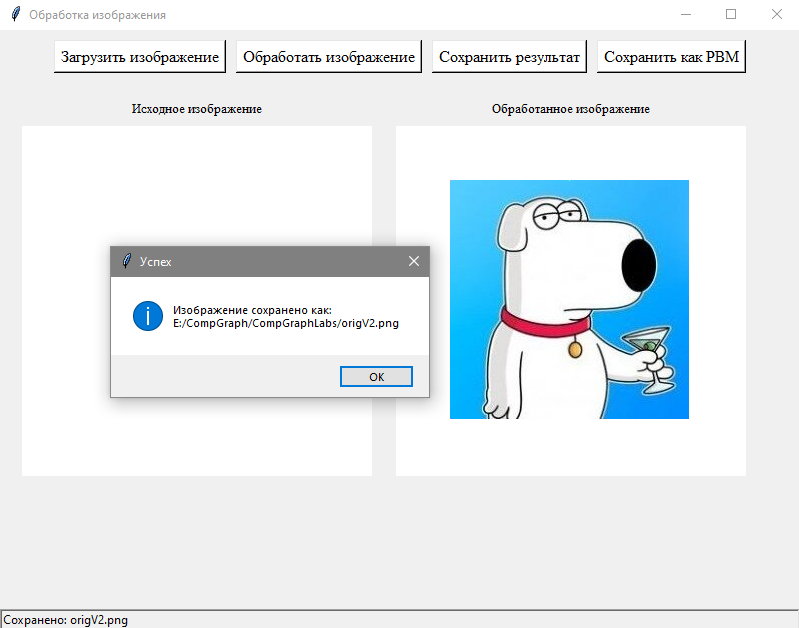 Обработка изображения
Загрузить изображение
Обработать изображение
Сохранить результат
Сохранить как PBM
Исходное изображение
Обработанное изображение
Успех
Изображение сохранено как:
E:/CompGraph/CompGraphLabs/origV2.png
OK
Сохранено: origV2.png